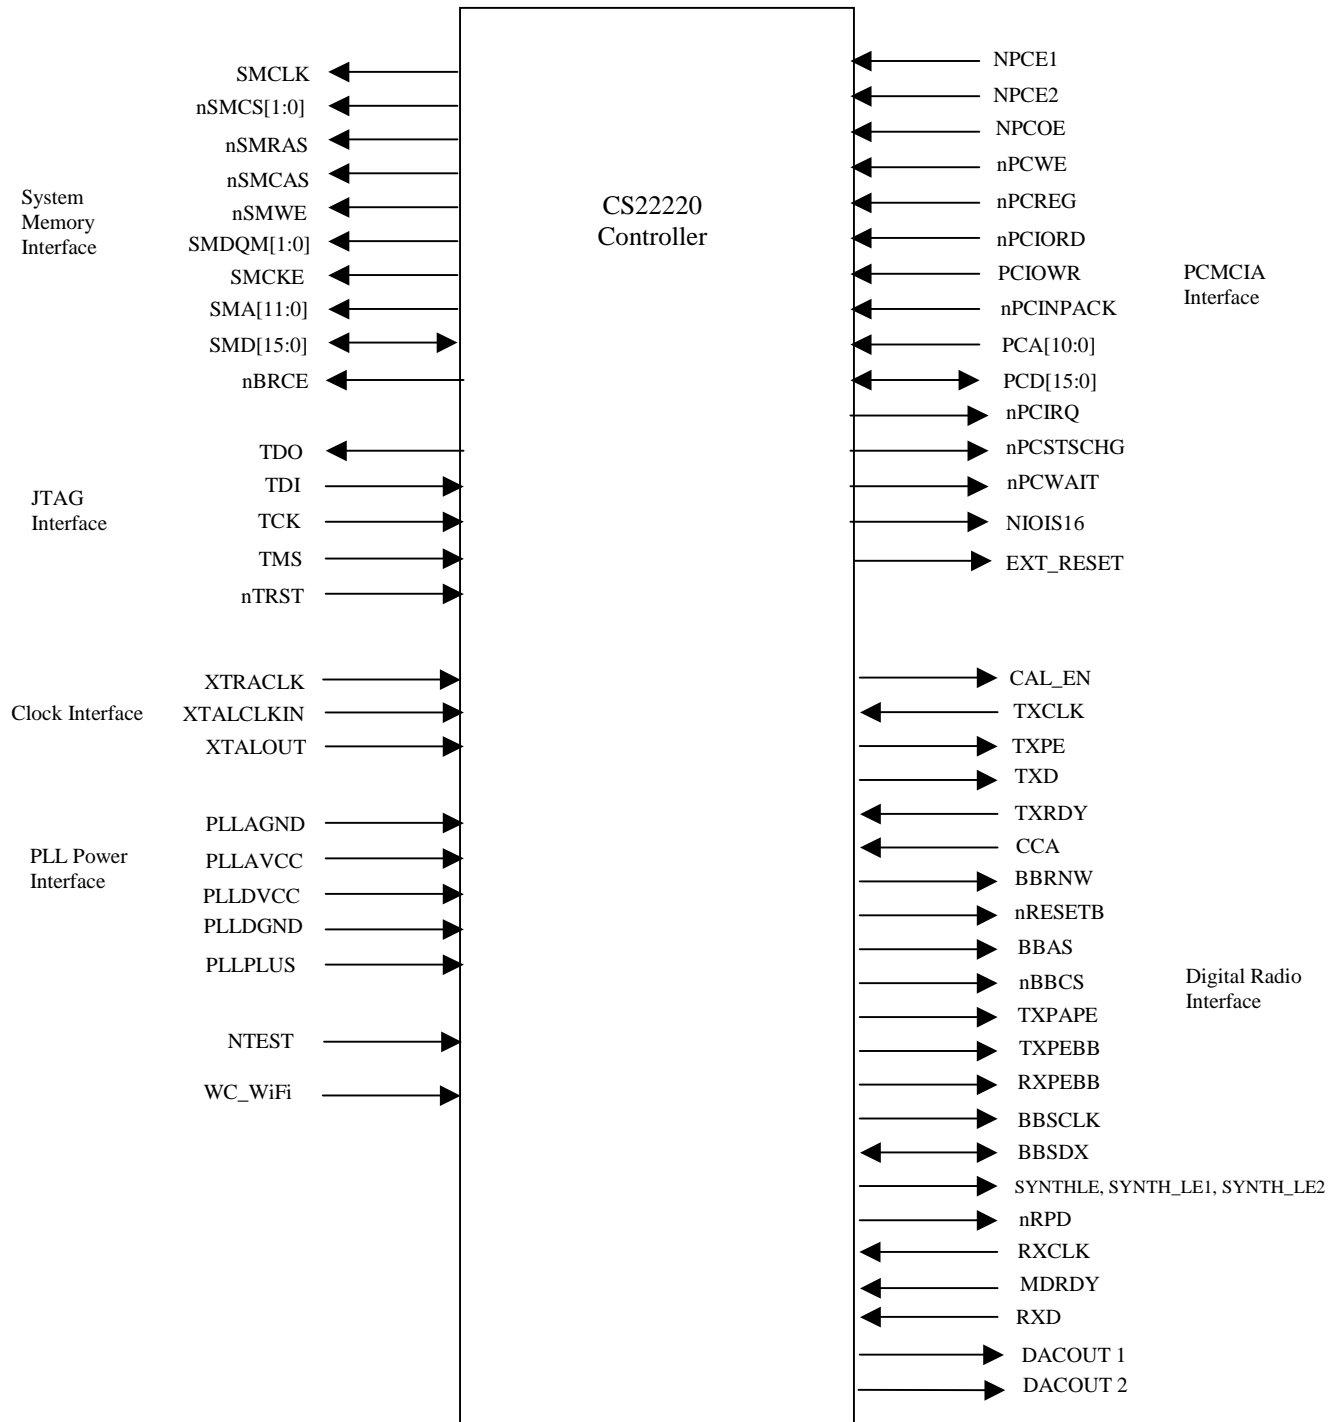 CS22220
Controller
System
Memory
Interface
SMCLK
nSMCS[1:0]
nSMRAS
nSMCAS
nSMWE
SMDQM[1:0]
SMCKE
SMA[11:0]
SMD[15:0]
nBRCE
JTAG
Interface
TDO
TDI
TCK
TMS
nTRST
Clock Interface
XTRACLK
XTALCLKIN
XTALOUT
PLL Power
Interface
PLLAGND
PLLAVCC
PLLDVCC
PLLDGND
PLLPLUS
NTEST
WC_WiFi
NPCE1
NPCE2
NPCOE
nPCWE
nPCREG
nPCIORD
PCIOWR
nPCINPACK
PCA[10:0]
PCD[15:0]
nPCIRQ
nPCSTSCHG
nPCWAIT
NIOIS16
EXT_RESET
PCMCIA
Interface
CAL_EN
TXCLK
TXPE
TXD
TXRDY
CCA
BBRNW
nRESETB
BBAS
nBBCS
TXPAPE
TXPEBB
RXPEBB
BBSCLK
BBSDX
SYNTHLE, SYNTH_LE1, SYNTH_LE2
nRPD
RXCLK
MDRDY
RXD
DACOUT 1
DACOUT 2
Digital Radio
Interface